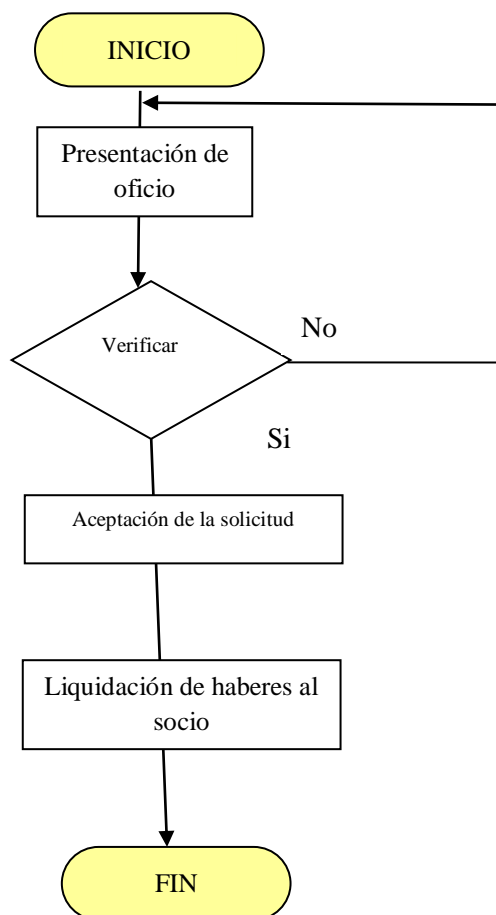 INICIO
Presentación de
oficio
Verificar
No
Si
Aceptación de la solicitud
Liquidación de haberes al
socio
FIN